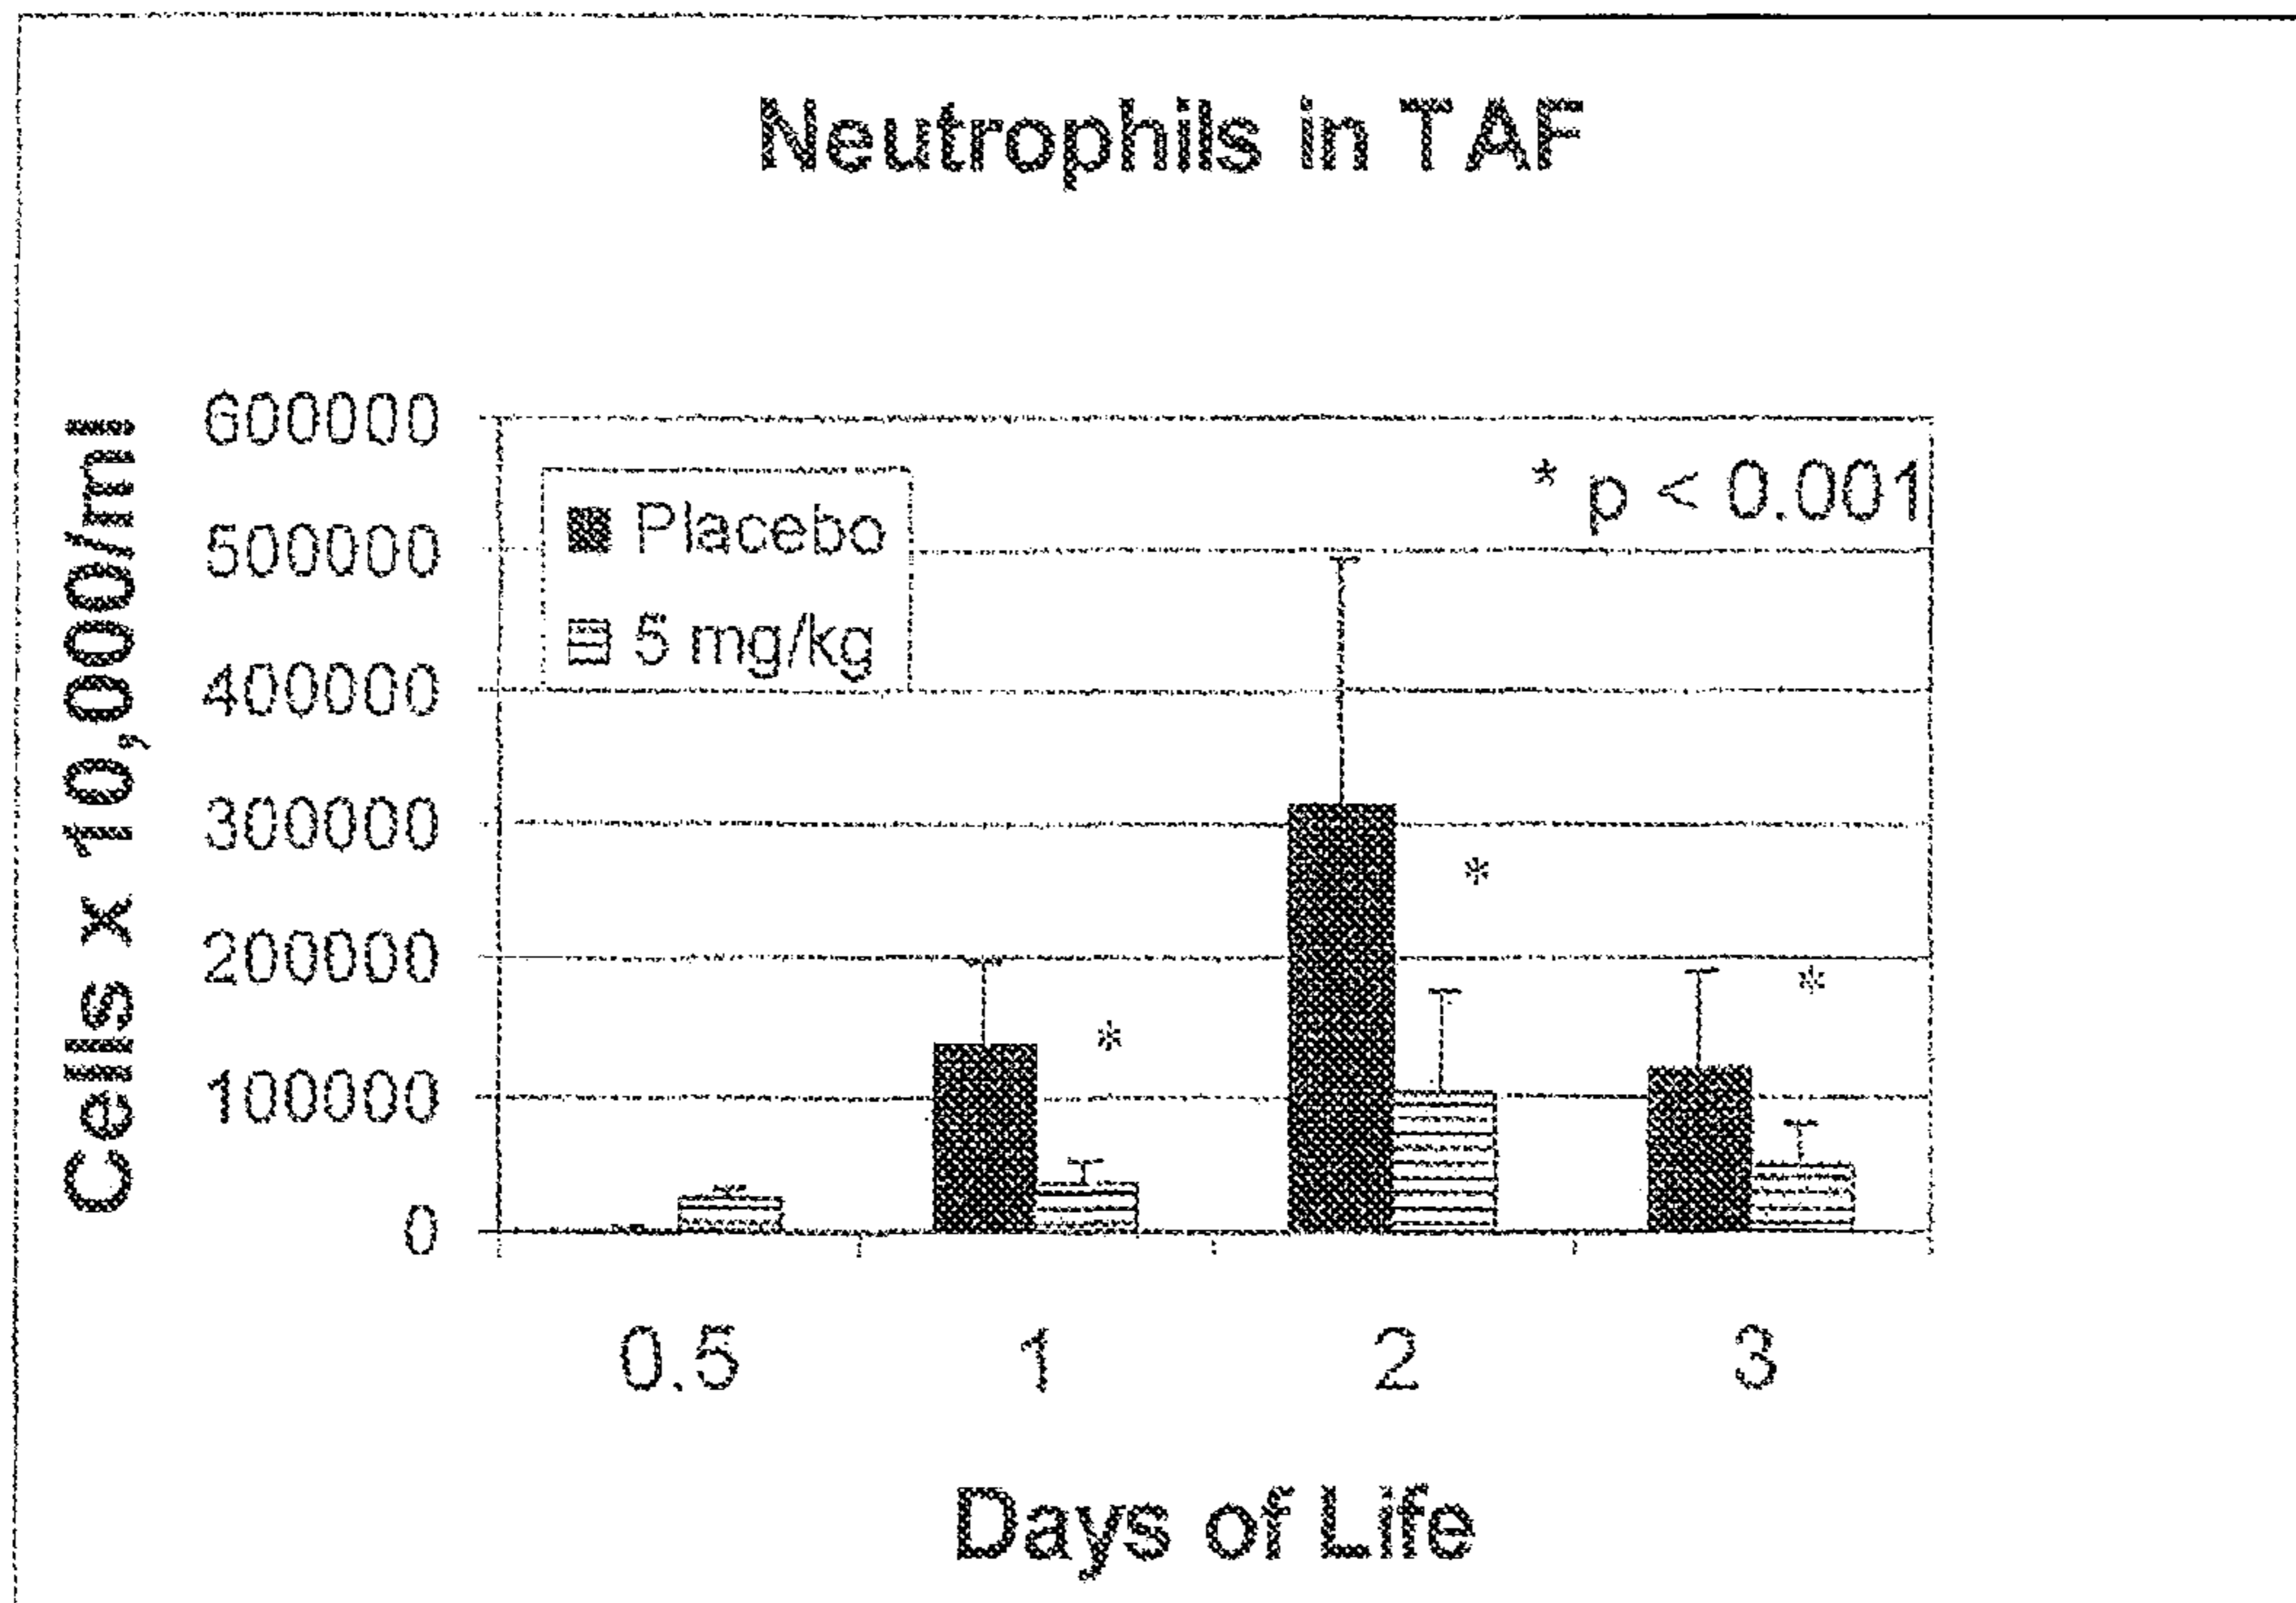 Neutrophils in TAF
Cells x 10,000/ml
600000
500000
400000
300000
200000
100000
0
Placebo
5 mg/kg
* p < 0.001
*
*
*
0.5 1 2 3
Days of Life